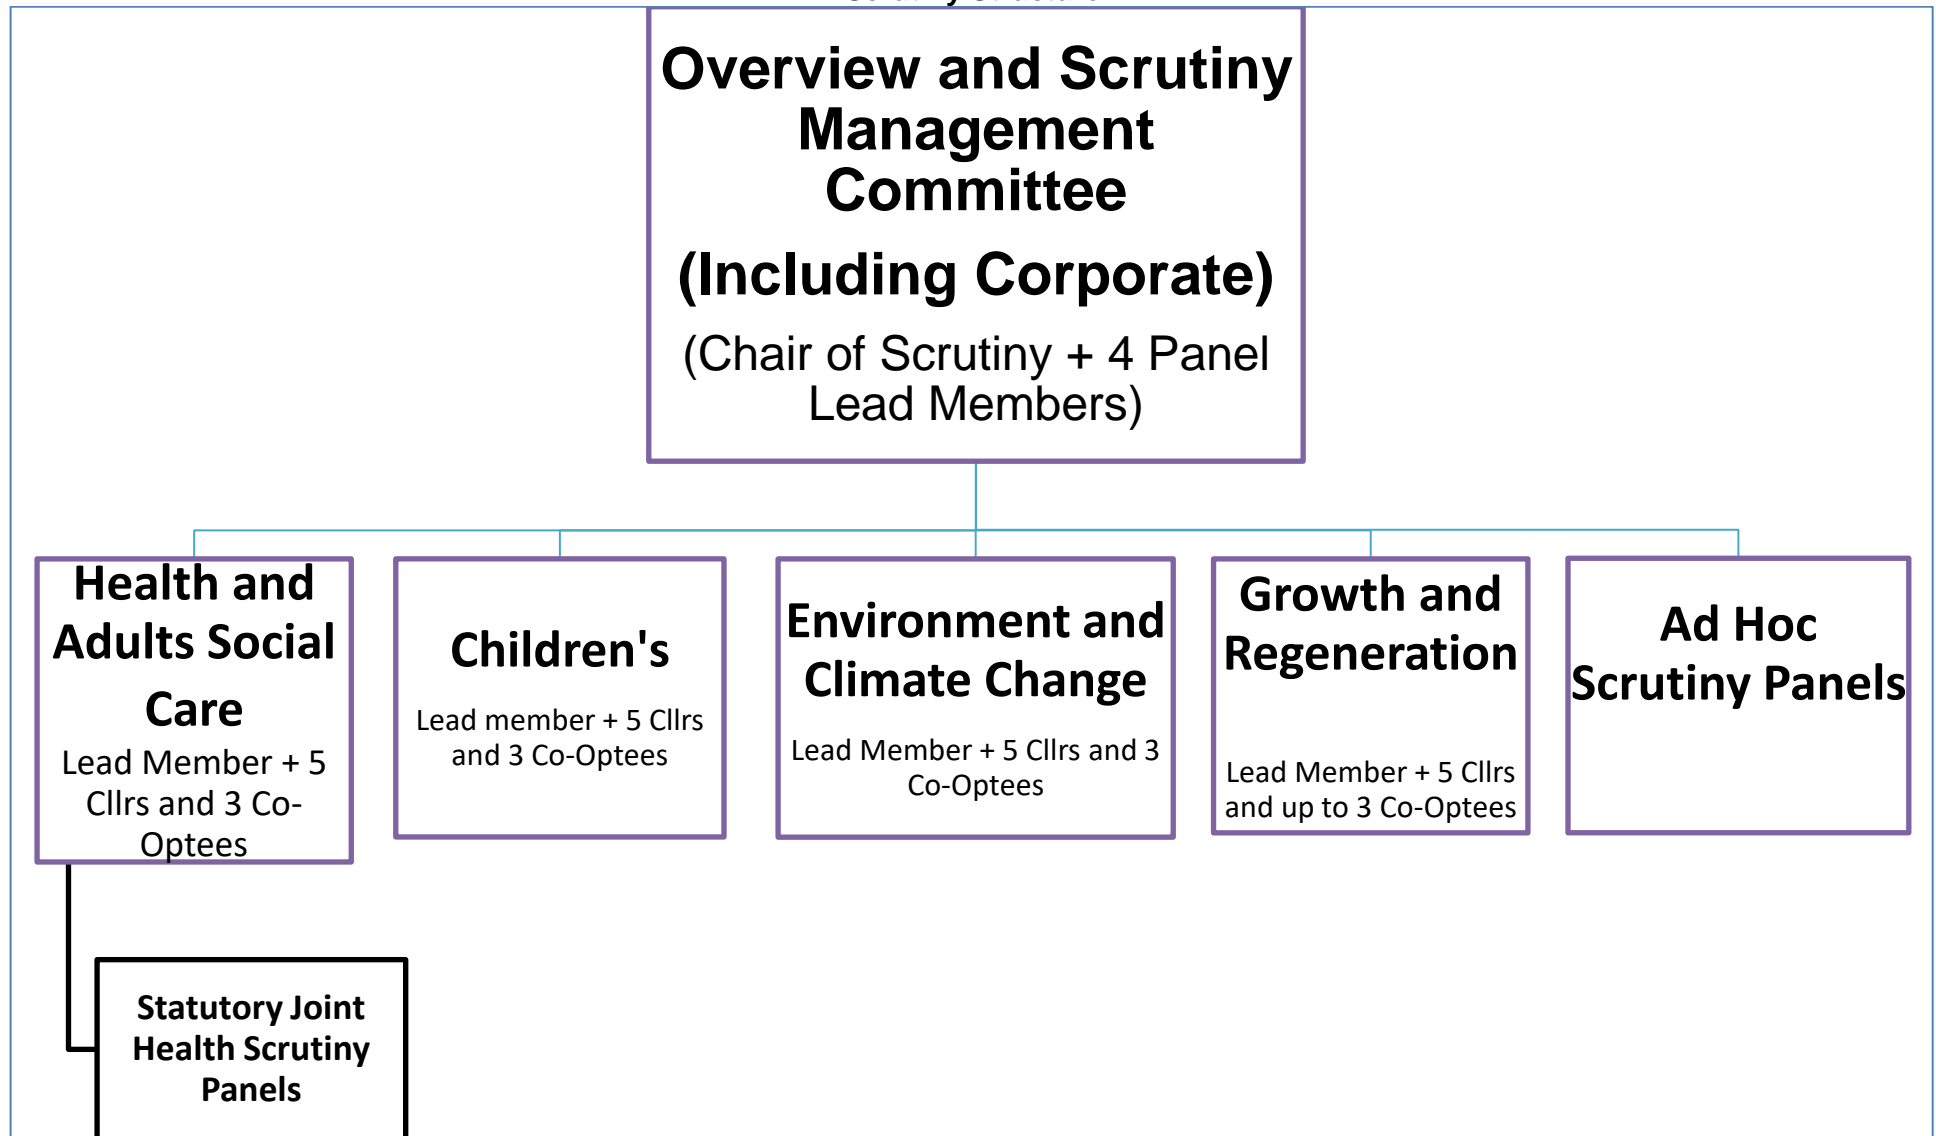 Overview and Scrutiny
Management
Committee
(Including Corporate)
(Chair of Scrutiny + 4 Panel
Lead Members)
Health and
Adults Social
Care
Lead Member + 5
Cllrs and 3 Co-
Optees
Children's
Lead member + 5 Cllrs
and 3 Co-Optees
Environment and
Climate Change
Lead Member + 5 Cllrs and 3
Co-Optees
Growth and
Regeneration
Lead Member + 5 Cllrs
and up to 3 Co-Optees
Ad Hoc
Scrutiny Panels
Statutory Joint
Health Scrutiny
Panels